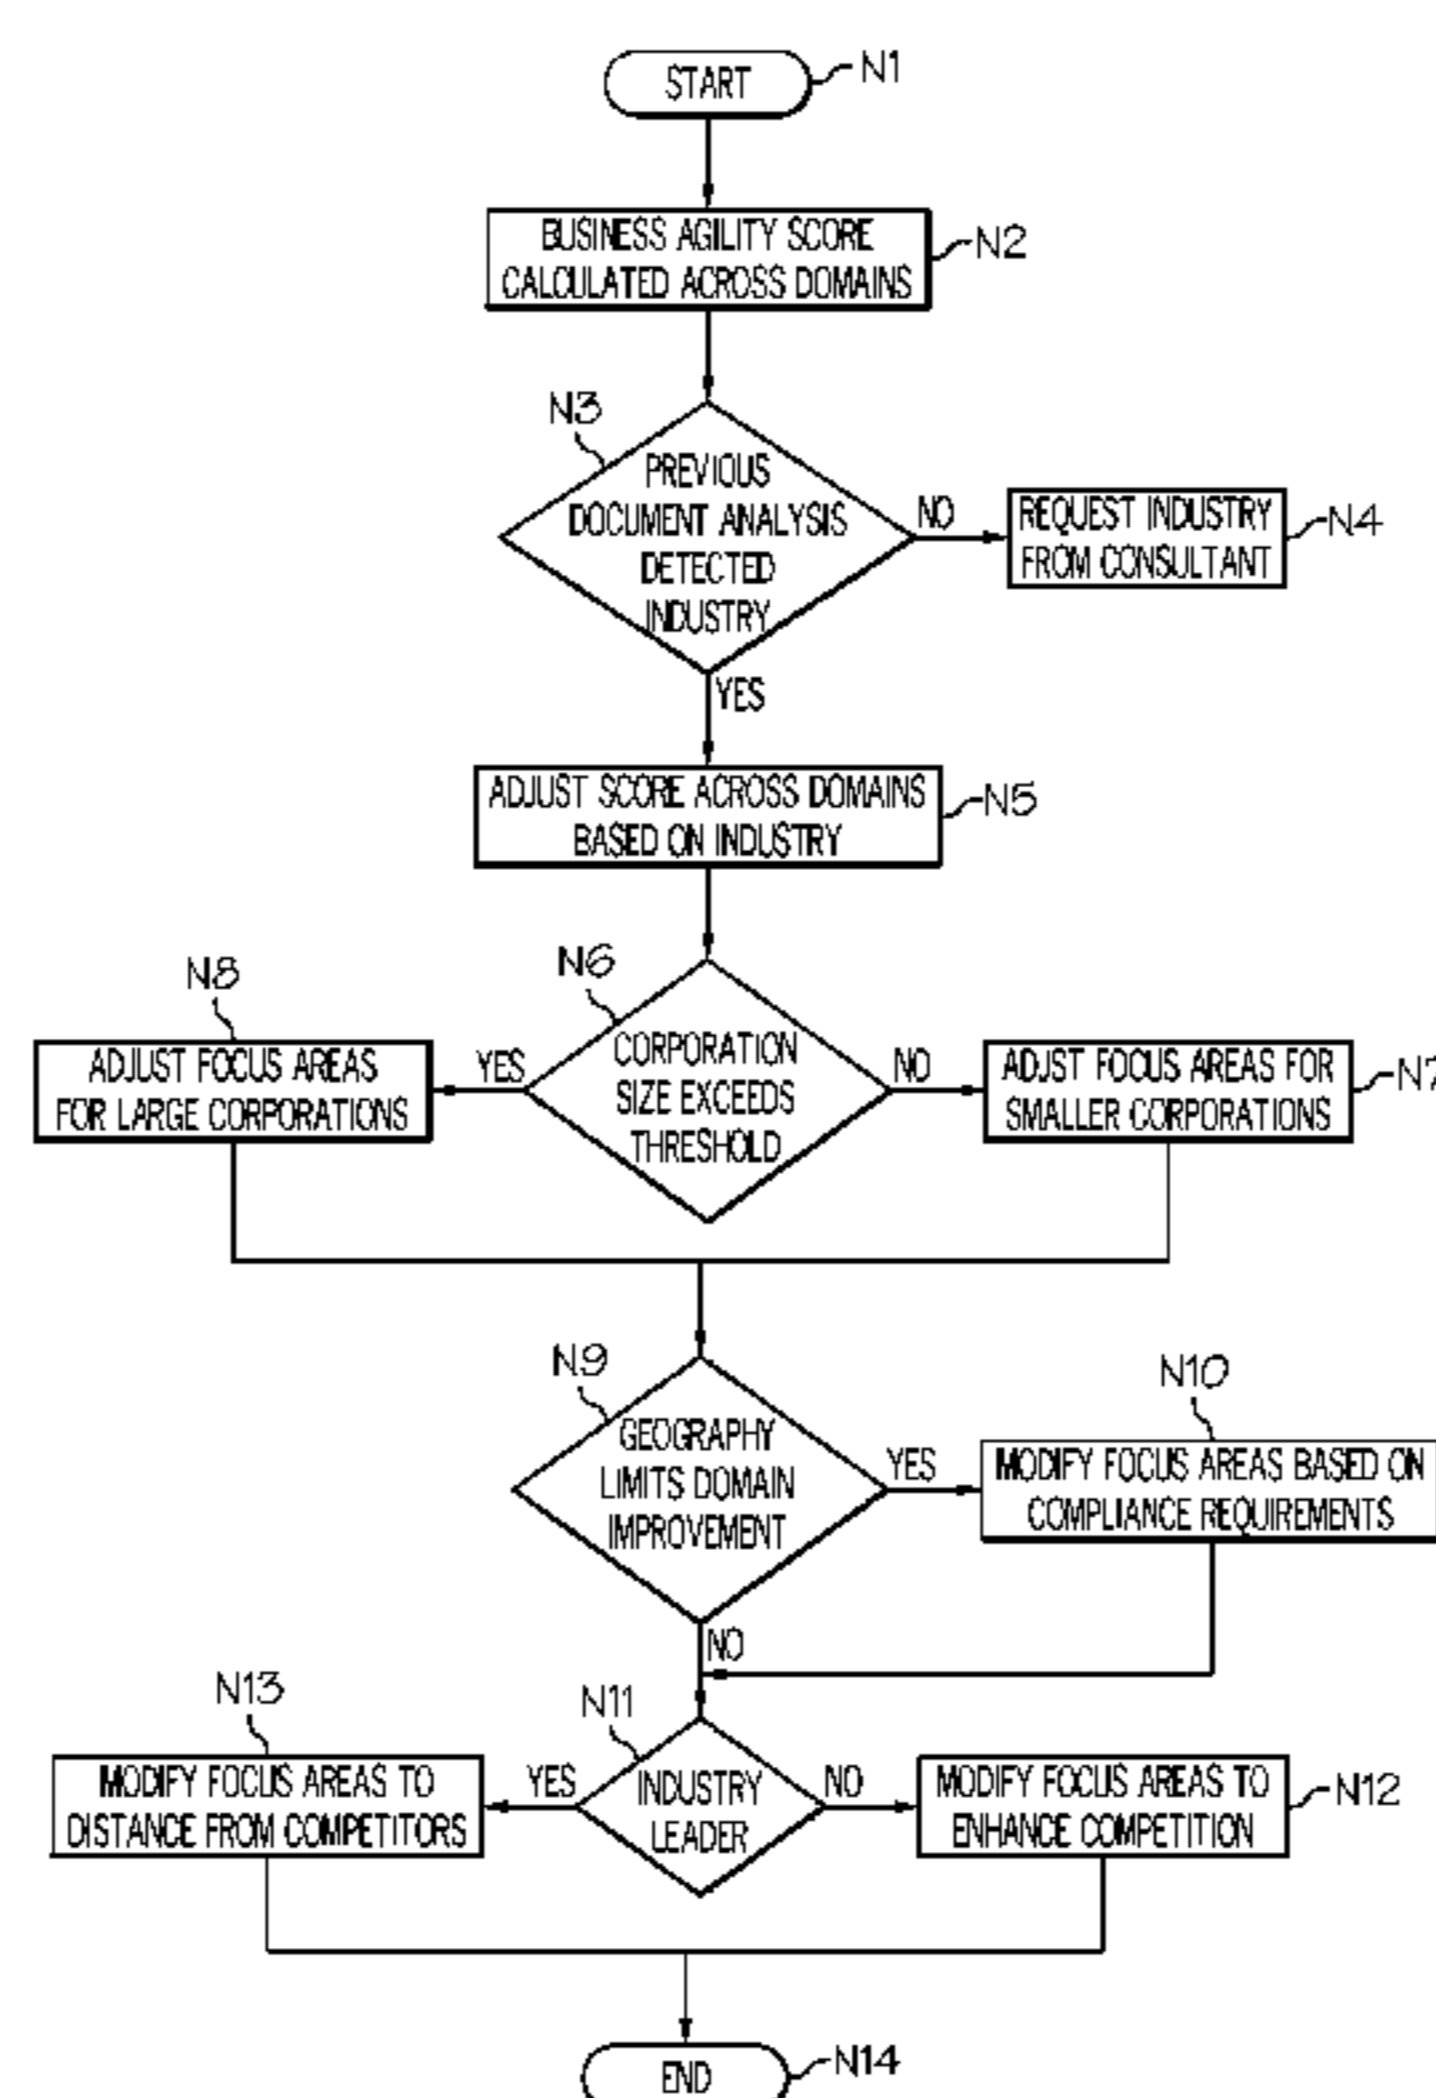 START
N1
BUSINESS AGILITY SCORE
CALCULATED ACROSS DOMAINS
N2
N3
PREVIOUS
DOCUMENT ANALYSIS
DETECTED
INDUSTRY
NO
REQUEST INDUSTRY
FROM CONSULTANT
N4
YES
ADJUST SCORE ACROSS DOMAINS
BASED ON INDUSTRY
N5
N8
N6
ADJUST FOCUS AREAS
FOR LARGE CORPORATIONS
YES
CORPORATION
SIZE EXCEEDS
THRESHOLD
NO
ADJST FOCUS AREAS FOR
SMALLER CORPORATIONS
N7
N9
N10
GEOGRAPHY
LIMITS DOMAIN
IMPROVEMENT
YES
MODIFY FOCUS AREAS BASED ON
COMPLIANCE REQUIREMENTS
NO
N13
N11
MODIFY FOCUS AREAS TO
DISTANCE FROM COMPETITORS
YES
INDUSTRY
LEADER
NO
MODIFY FOCUS AREAS TO
ENHANCE COMPETITION
N12
END
N14